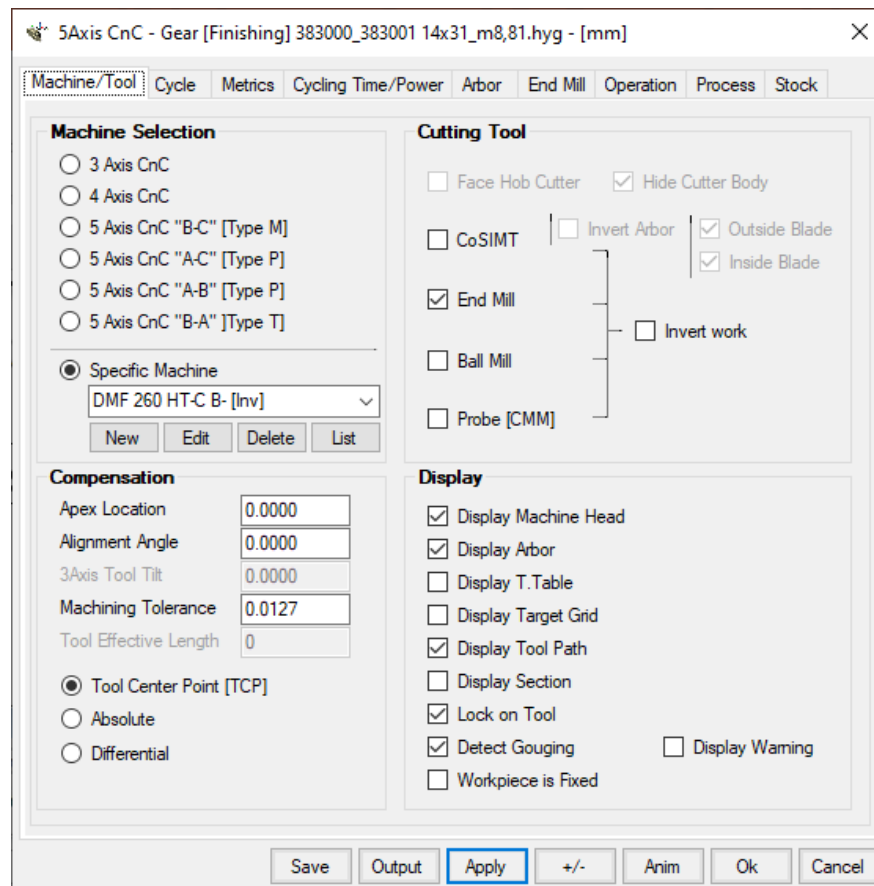 5Axis CnC - Gear [Finishing] 383000_383001 14x31_m8,81.hyg - [mm]
Machine/Tool Cycle Metrics Cycling Time/Power Arbor End Mill Operation Process Stock
Machine Selection
3 Axis CnC
4 Axis CnC
5 Axis CnC "B-C" [Type M]
5 Axis CnC "A-C" [Type P]
5 Axis CnC "A-B" [Type P]
5 Axis CnC "B-A" ]Type T]
Specific Machine
DMF 260 HT-C B- [Inv]
New Edit Delete List
Cutting Tool
Face Hob Cutter Hide Cutter Body
CoSIMT Invert Arbor Outside Blade
Inside Blade
End Mill
Invert work
Ball Mill
Probe [CMM]
Compensation
Apex Location 0.0000
Alignment Angle 0.0000
3Axis Tool Tilt 0.0000
Machining Tolerance 0.0127
Tool Effective Length 0
Tool Center Point [TCP]
Absolute
Differential
Display
Display Machine Head
Display Arbor
Display T.Table
Display Target Grid
Display Tool Path
Display Section
Lock on Tool
Detect Gouging Display Warning
Workpiece is Fixed
Save Output Apply +/- Anim Ok Cancel